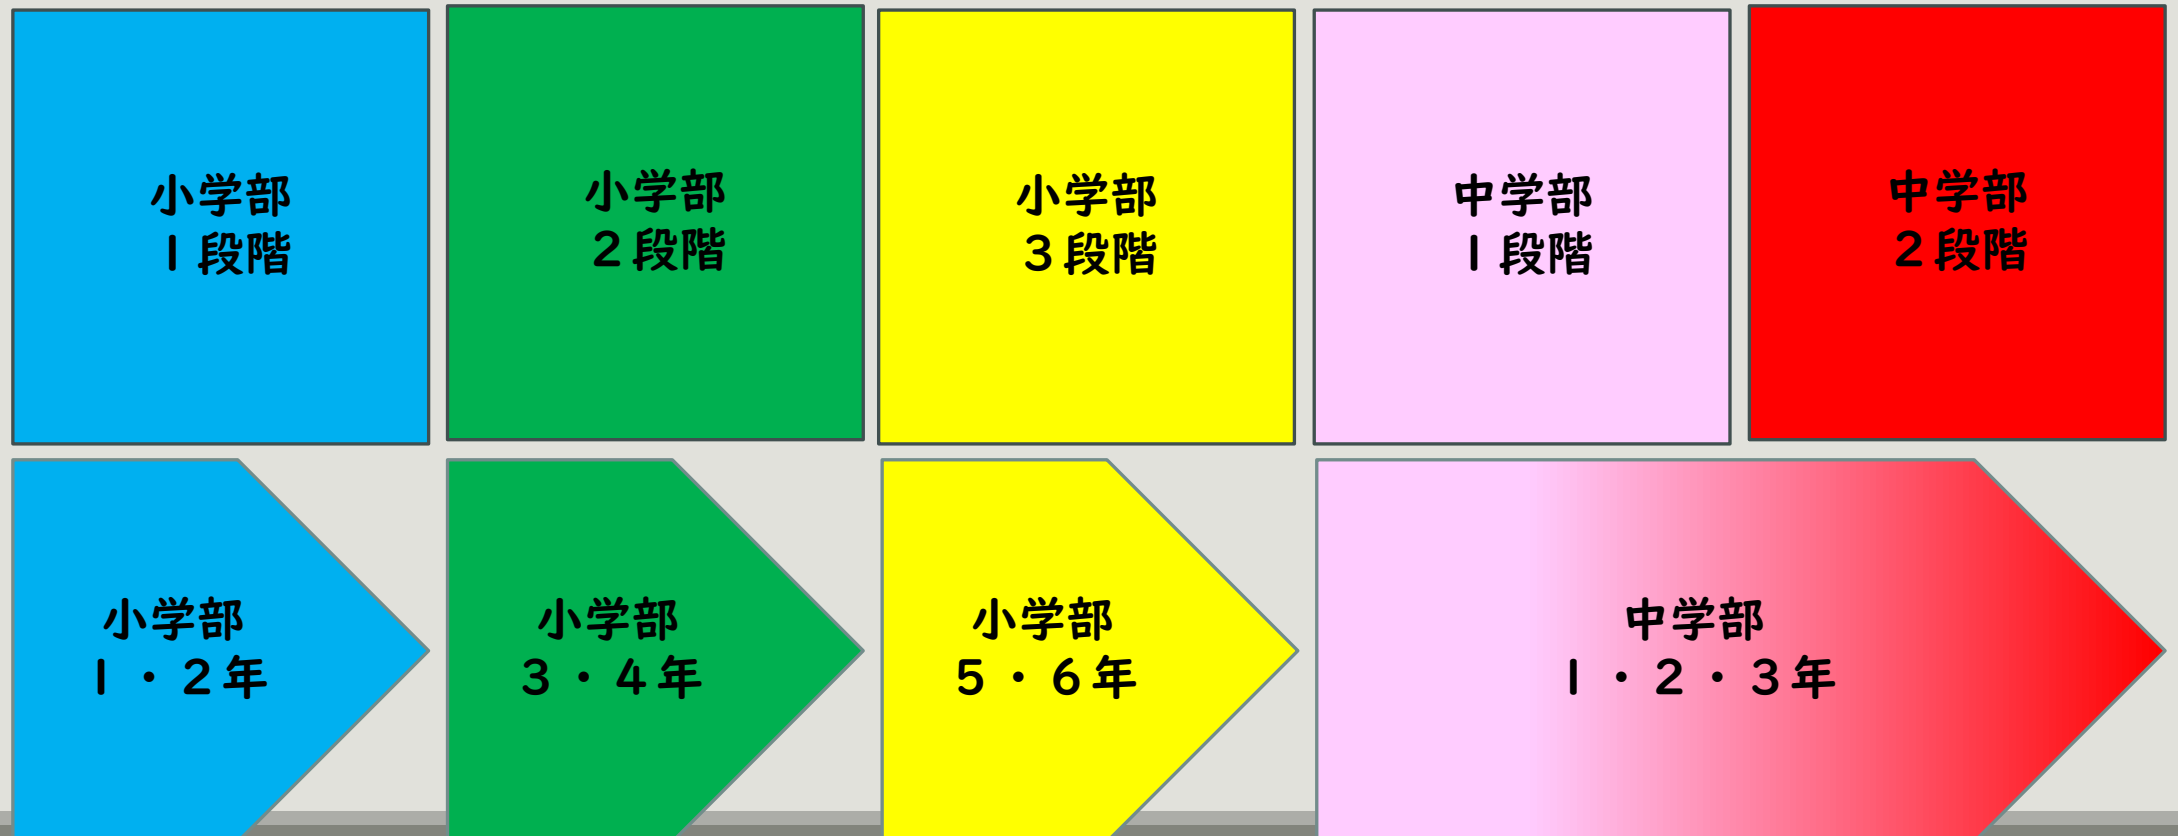 小学部
１段階
小学部
２段階
小学部
３段階
中学部
１段階
中学部
２段階
小学部
１・２年
小学部
３・４年
小学部
５・６年
中学部
１・２・３年